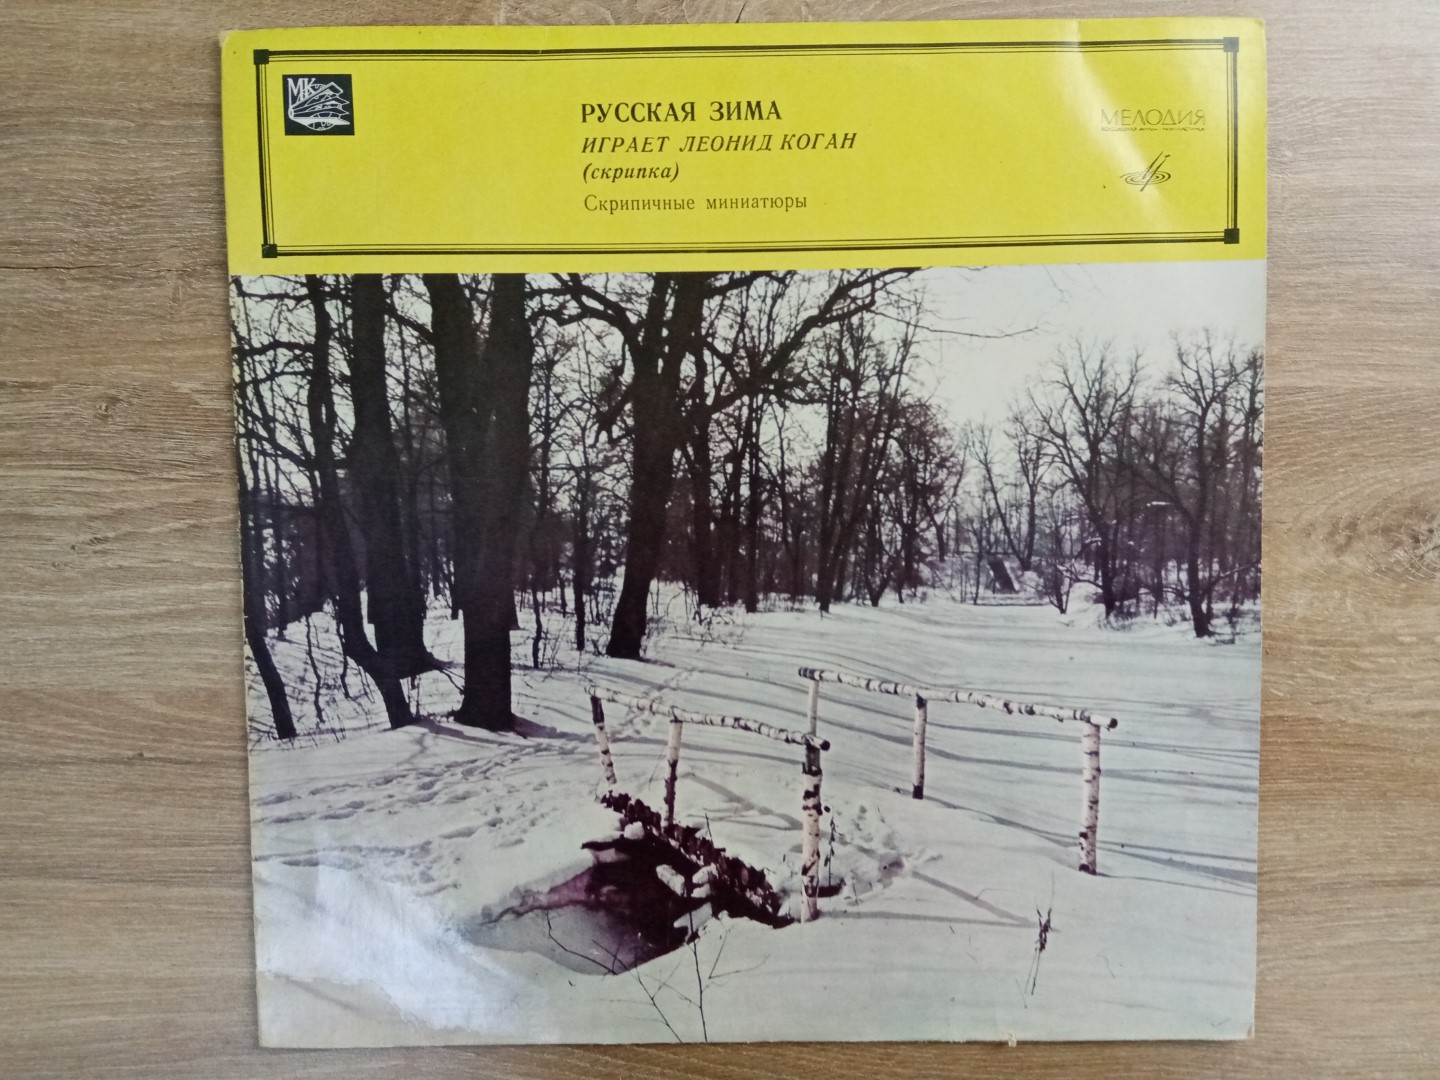 МК
РУССКАЯ ЗИМА
ИГРАЕТ ЛЕОНИД КОГАН
(скрипка)
Скрипичные миниатюры
МЕЛОДИЯ